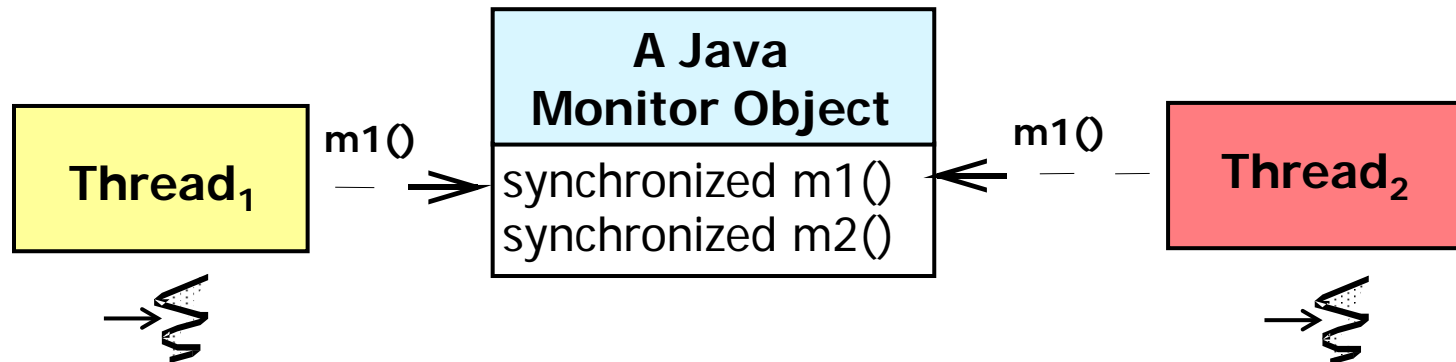 A Java
Monitor Object
Thread1
m1()
synchronized m1()
synchronized m2()
m1()
Thread2